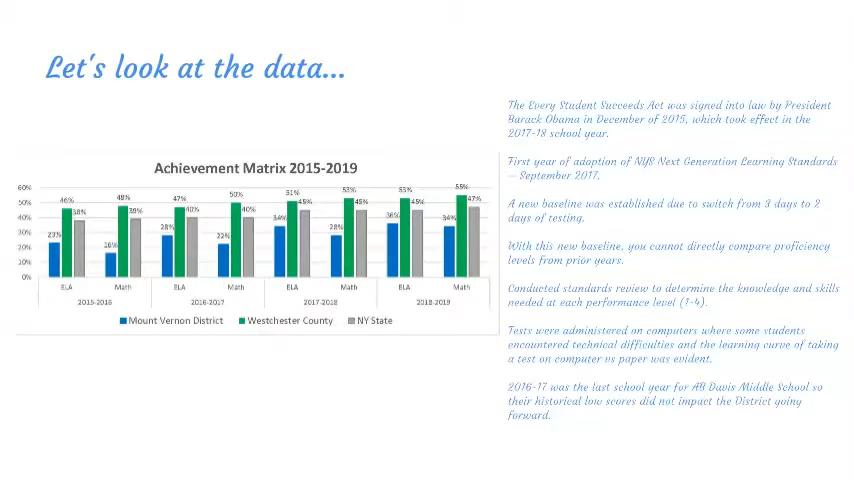 Let's look at the data...
The Every Student Succeeds Act was signed into law by President
Barack Obama in December of 2015, which took effect in the
2017-18 school year.
First year of adoption of NYS Next Generation Learning Standards
– September 2017.
A new baseline was established due to switch from 3 days to 2
days of testing.
With this new baseline, you cannot directly compare proficiency
levels from prior years.
Conducted standards review to determine the knowledge and skills
needed at each performance level (1-4).
Tests were administered on computers where some students
encountered technical difficulties and the learning curve of taking
a test on computer vs paper was evident.
2016-17 was the last school year for AB Davis Middle School so
their historical low scores did not impact the District going
forward.
Achievement Matrix 2015-2019
60%
50%
40%
30%
20%
10%
0%
23% 46% 38% 16% 48% 39% 28% 47% 40% 22% 50% 40% 34% 51% 45% 28% 53% 45% 36% 53% 45% 34% 55% 47%
ELA Math ELA Math ELA Math ELA Math
2015-2016 2016-2017 2017-2018 2018-2019
Mount Vernon District Westchester County NY State